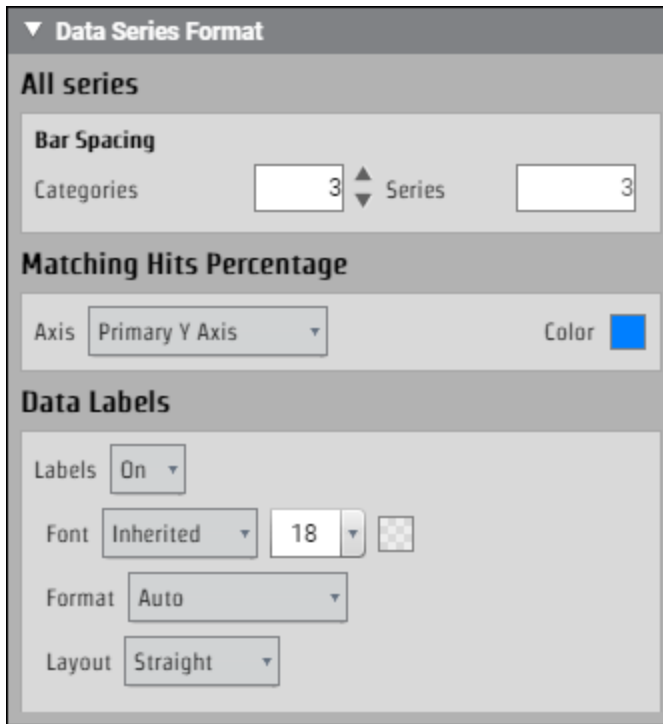 Data Series Format
All series
Bar Spacing
Categories 3 Series 3
Matching Hits Percentage
Axis Primary Y Axis Color
Data Labels
Labels On
Font Inherited 18
Format Auto
Layout Straight